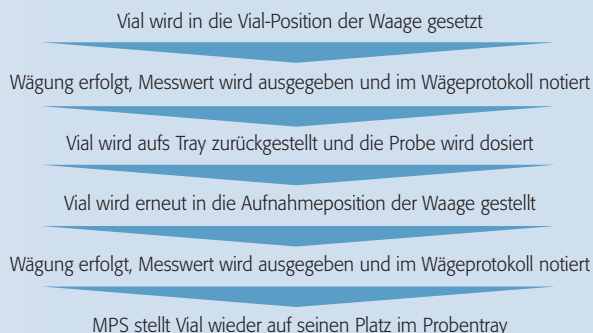 Vial wird in die Vial-Position der Waage gesetzt
Wägung erfolgt, Messwert wird ausgegeben und im Wägeprotokoll notiert
Vial wird aufs Tray zurückgestellt und die Probe wird dosiert
Vial wird erneut in die Aufnahmeposition der Waage gestellt
Wägung erfolgt, Messwert wird ausgegeben und im Wägeprotokoll notiert
MPS stellt Vial wieder auf seinen Platz im Probentray